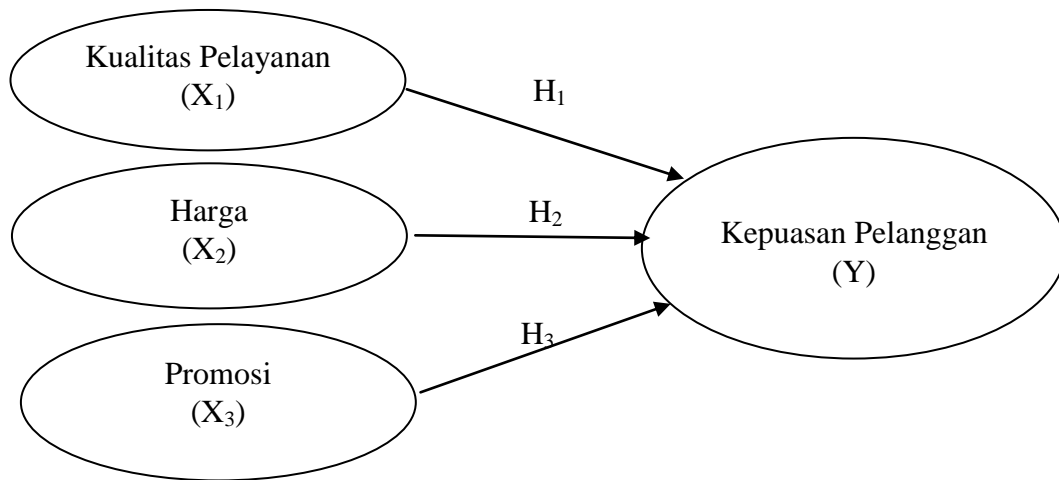 Kualitas Pelayanan
(X₁)
H₁
Harga
(X₂)
H₂
Kepuasan Pelanggan
(Y)
Promosi
(X₃)
H₃